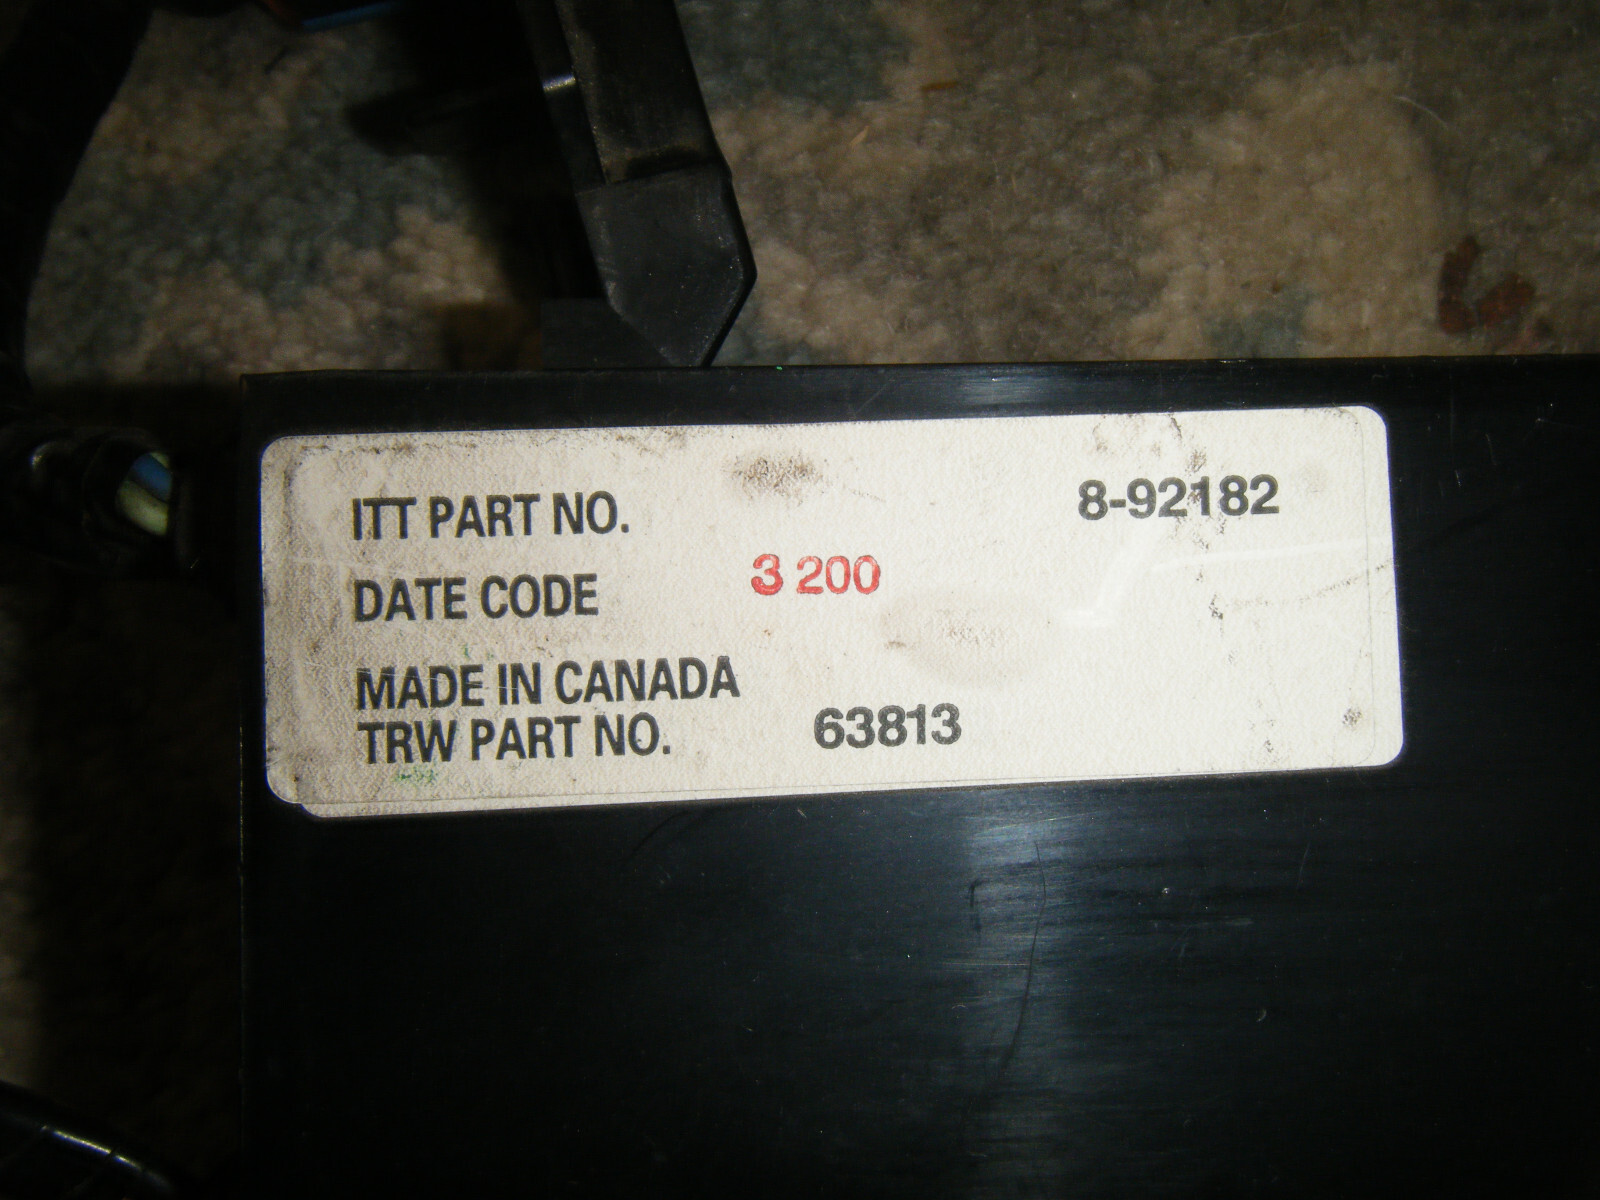 ITT PART NO. 8-92182
DATE CODE 3 200
MADE IN CANADA
TRW PART NO. 63813